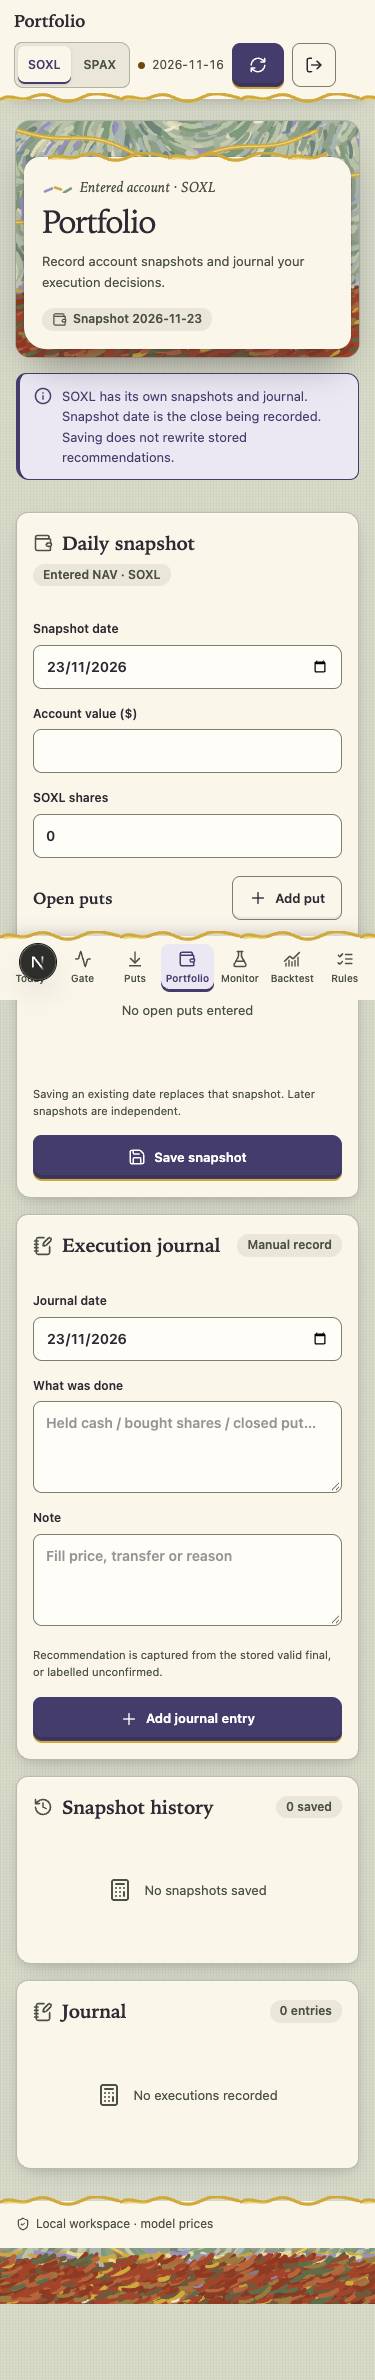 Portfolio
SOXL
SPAX
2026-11-16
Entered account · SOXL
Portfolio
Record account snapshots and journal your
execution decisions.
Snapshot 2026-11-23
SOXL has its own snapshots and journal.
Snapshot date is the close being recorded.
Saving does not rewrite stored
recommendations.
Daily snapshot
Entered NAV · SOXL
Snapshot date
23/11/2026
Account value ($)
SOXL shares
0
Open puts
Add put
N
Today
Gate
Puts
Portfolio
Monitor
Backtest
Rules
No open puts entered
Saving an existing date replaces that snapshot. Later
snapshots are independent.
Save snapshot
Execution journal
Manual record
Journal date
23/11/2026
What was done
Held cash / bought shares / closed put...
Note
Fill price, transfer or reason
Recommendation is captured from the stored valid final,
or labelled unconfirmed.
Add journal entry
Snapshot history
0 saved
No snapshots saved
Journal
0 entries
No executions recorded
Local workspace · model prices